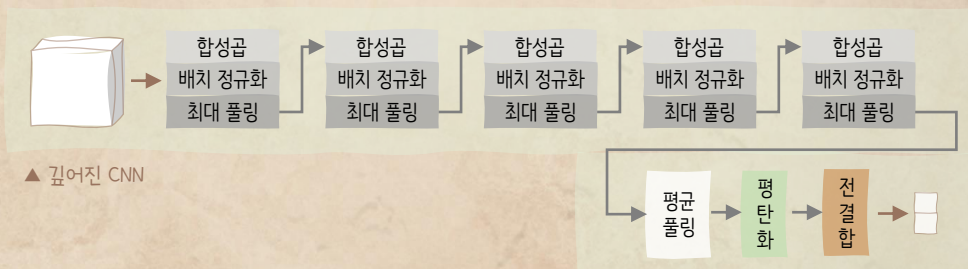 합성곱
배치 정규화
최대 풀링
합성곱
배치 정규화
최대 풀링
합성곱
배치 정규화
최대 풀링
합성곱
배치 정규화
최대 풀링
합성곱
배치 정규화
최대 풀링
▲ 깊어진 CNN
평균
풀링
평
탄
화
전
결
합